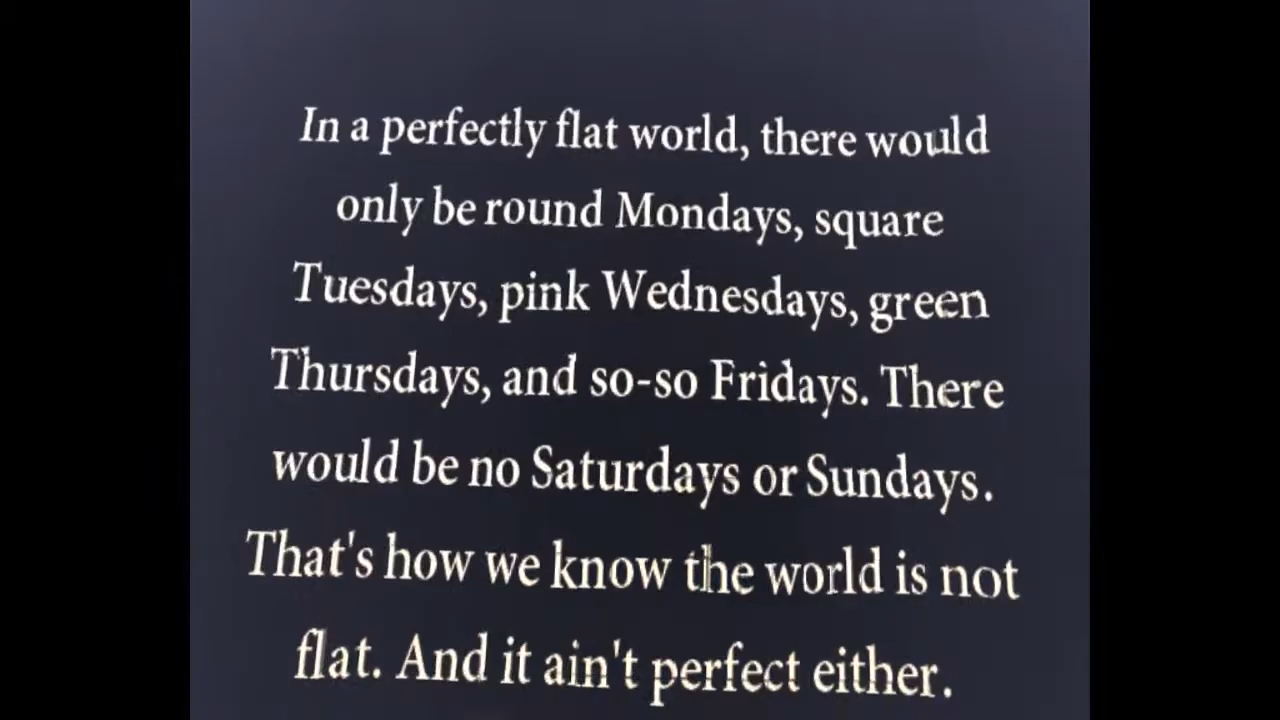 In a perfectly flat world, there would
only be round Mondays, square
Tuesdays, pink Wednesdays, green
Thursdays, and so-so Fridays. There
would be no Saturdays or Sundays.
That's how we know the world is not
flat. And it ain't perfect either.